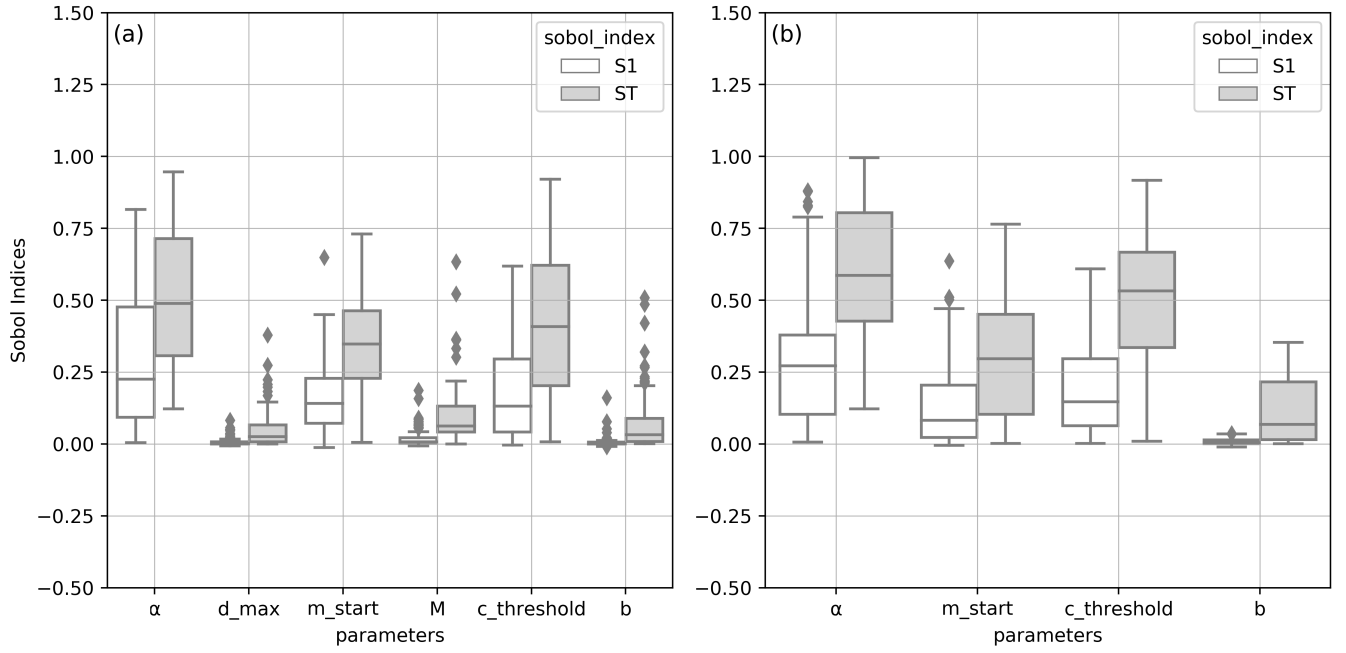 (a)
sobol_index
S1
ST
1.50
1.25
1.00
0.75
0.50
0.25
0.00
−0.25
−0.50
Sobol Indices
α d_max m_start M c_threshold b
parameters
(b)
sobol_index
S1
ST
1.50
1.25
1.00
0.75
0.50
0.25
0.00
−0.25
−0.50
α m_start c_threshold b
parameters